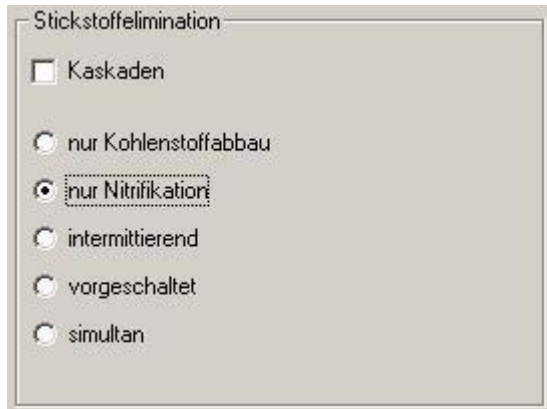 Stickstoffelimination
Kaskaden
nur Kohlenstoffabbau
nur Nitrifikation
intermittierend
vorgeschaltet
simultan